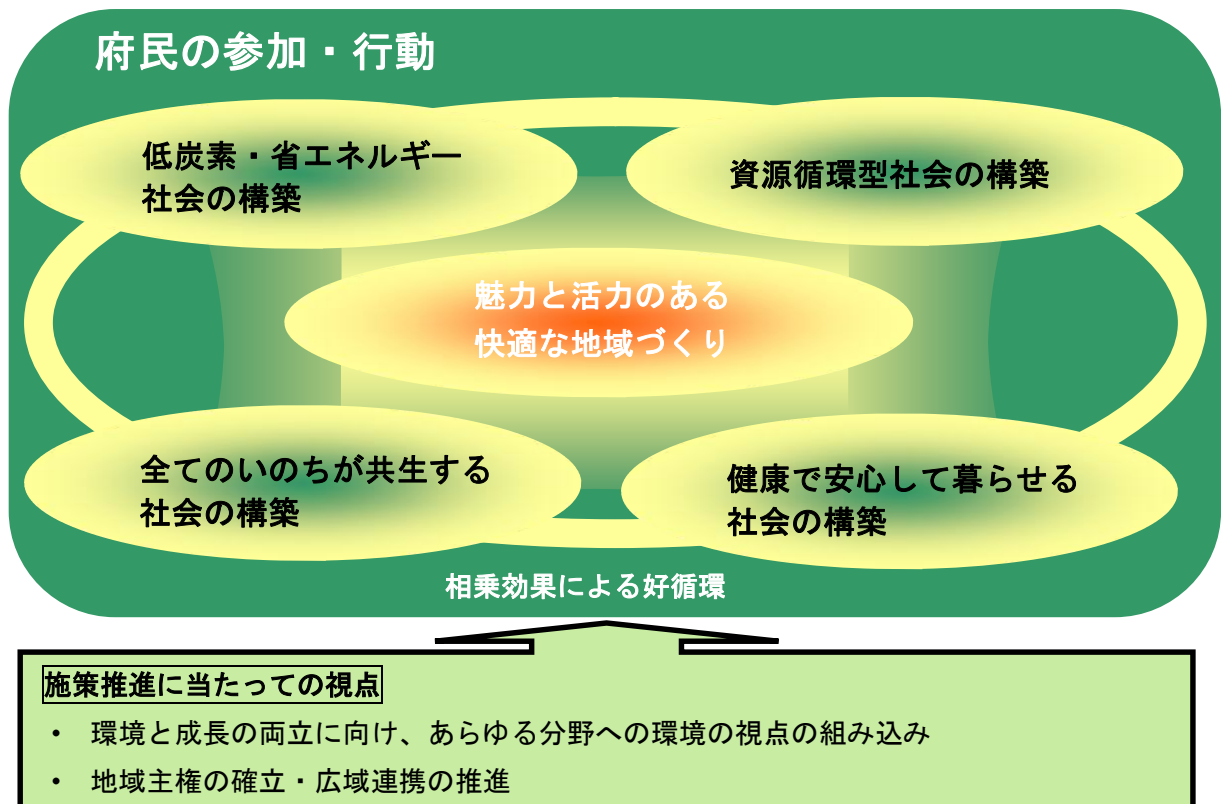 府民の参加・行動
低炭素・省エネルギー
社会の構築
資源循環型社会の構築
魅力と活力のある
快適な地域づくり
全てのいのちが共生する
社会の構築
健康で安心して暮らせる
社会の構築
相乗効果による好循環
施策推進に当たっての視点
• 環境と成長の両立に向け、あらゆる分野への環境の視点の組み込み
• 地域主権の確立・広域連携の推進